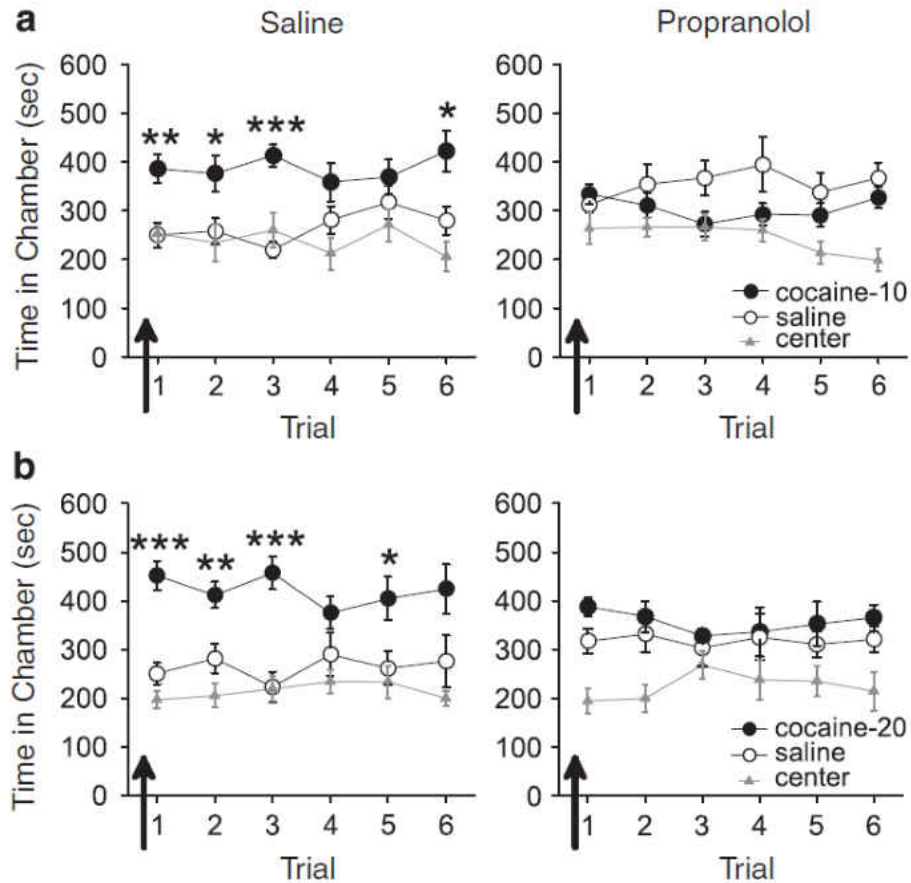 a
Saline
Propranolol
Time in Chamber (sec)
600
500
400
300
200
100
0
** * *** *
1 2 3 4 5 6
Trial
600
500
400
300
200
100
0
cocaine-10
saline
center
1 2 3 4 5 6
Trial
b
Time in Chamber (sec)
600
500
400
300
200
100
0
*** ** *** *
1 2 3 4 5 6
Trial
600
500
400
300
200
100
0
cocaine-20
saline
center
1 2 3 4 5 6
Trial